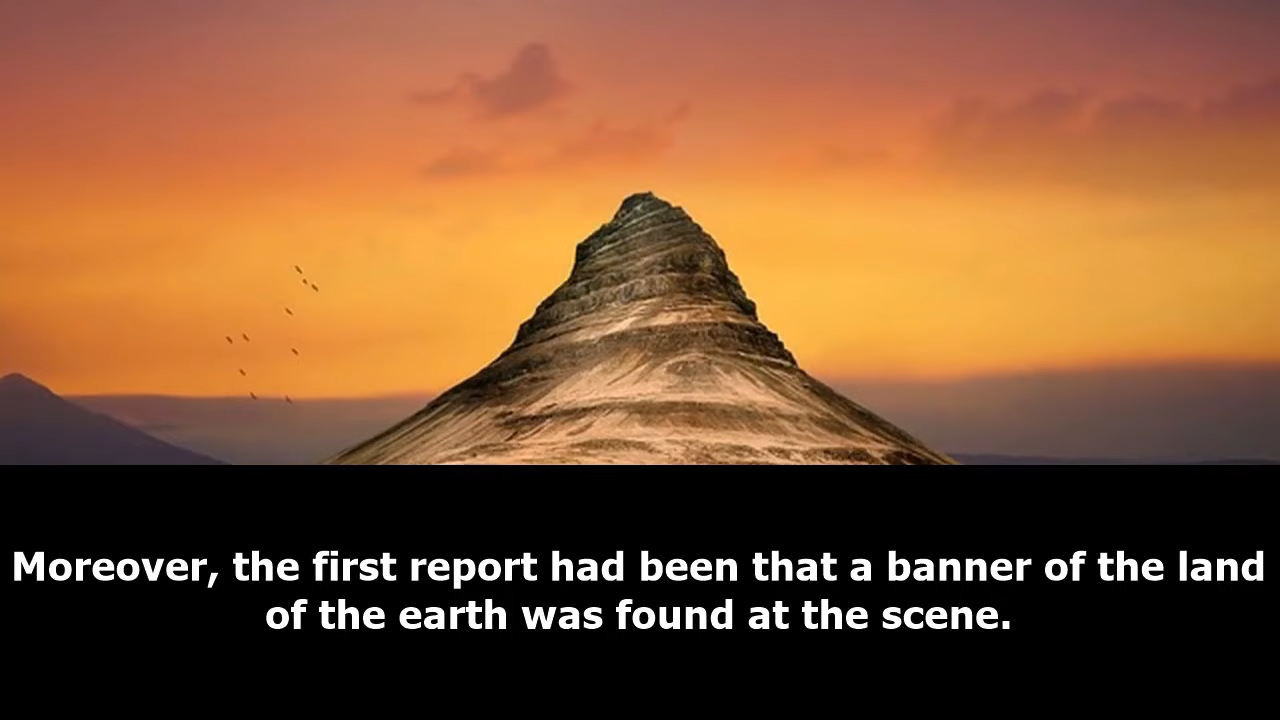 Moreover, the first report had been that a banner of the land
of the earth was found at the scene.